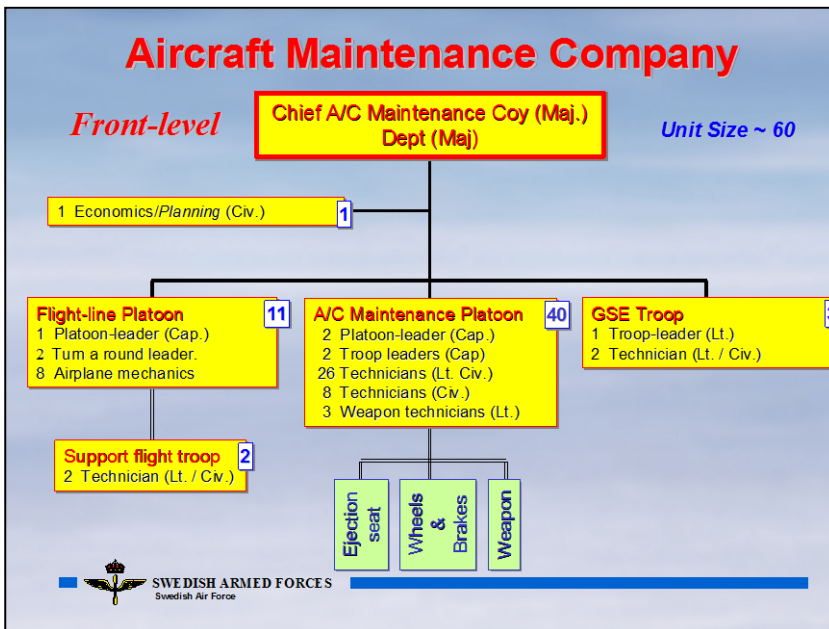 Aircraft Maintenance Company
Front-level
Chief A/C Maintenance Coy (Maj.)
Dept (Maj)
Unit Size ~ 60
1 Economics/Planning (Civ.)
1
Flight-line Platoon
11
1 Platoon-leader (Cap.)
2 Turn a round leader.
8 Airplane mechanics
A/C Maintenance Platoon
40
2 Platoon-leader (Cap.)
2 Troop leaders (Cap)
26 Technicians (Lt. Civ.)
8 Technicians (Civ.)
3 Weapon technicians (Lt.)
GSE Troop
3
1 Troop-leader (Lt.)
2 Technician (Lt. / Civ.)
Support flight troop
2
2 Technician (Lt. / Civ.)
Ejection
seat
Wheels
&
Brakes
Weapon
SWEDISH ARMED FORCES
Swedish Air Force